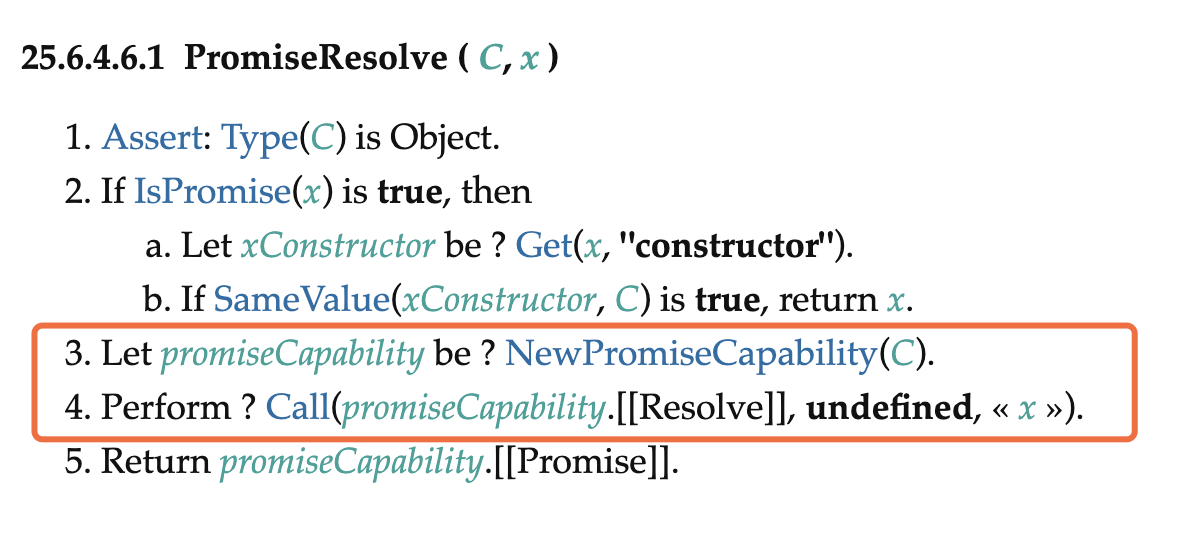 25.6.4.6.1 PromiseResolve ( C, x )
1. Assert: Type(C) is Object.
2. If IsPromise(x) is true, then
a. Let xConstructor be ? Get(x, "constructor").
b. If SameValue(xConstructor, C) is true, return x.
3. Let promiseCapability be ? NewPromiseCapability(C).
4. Perform ? Call(promiseCapability.[[Resolve]], undefined, « x »).
5. Return promiseCapability.[[Promise]].